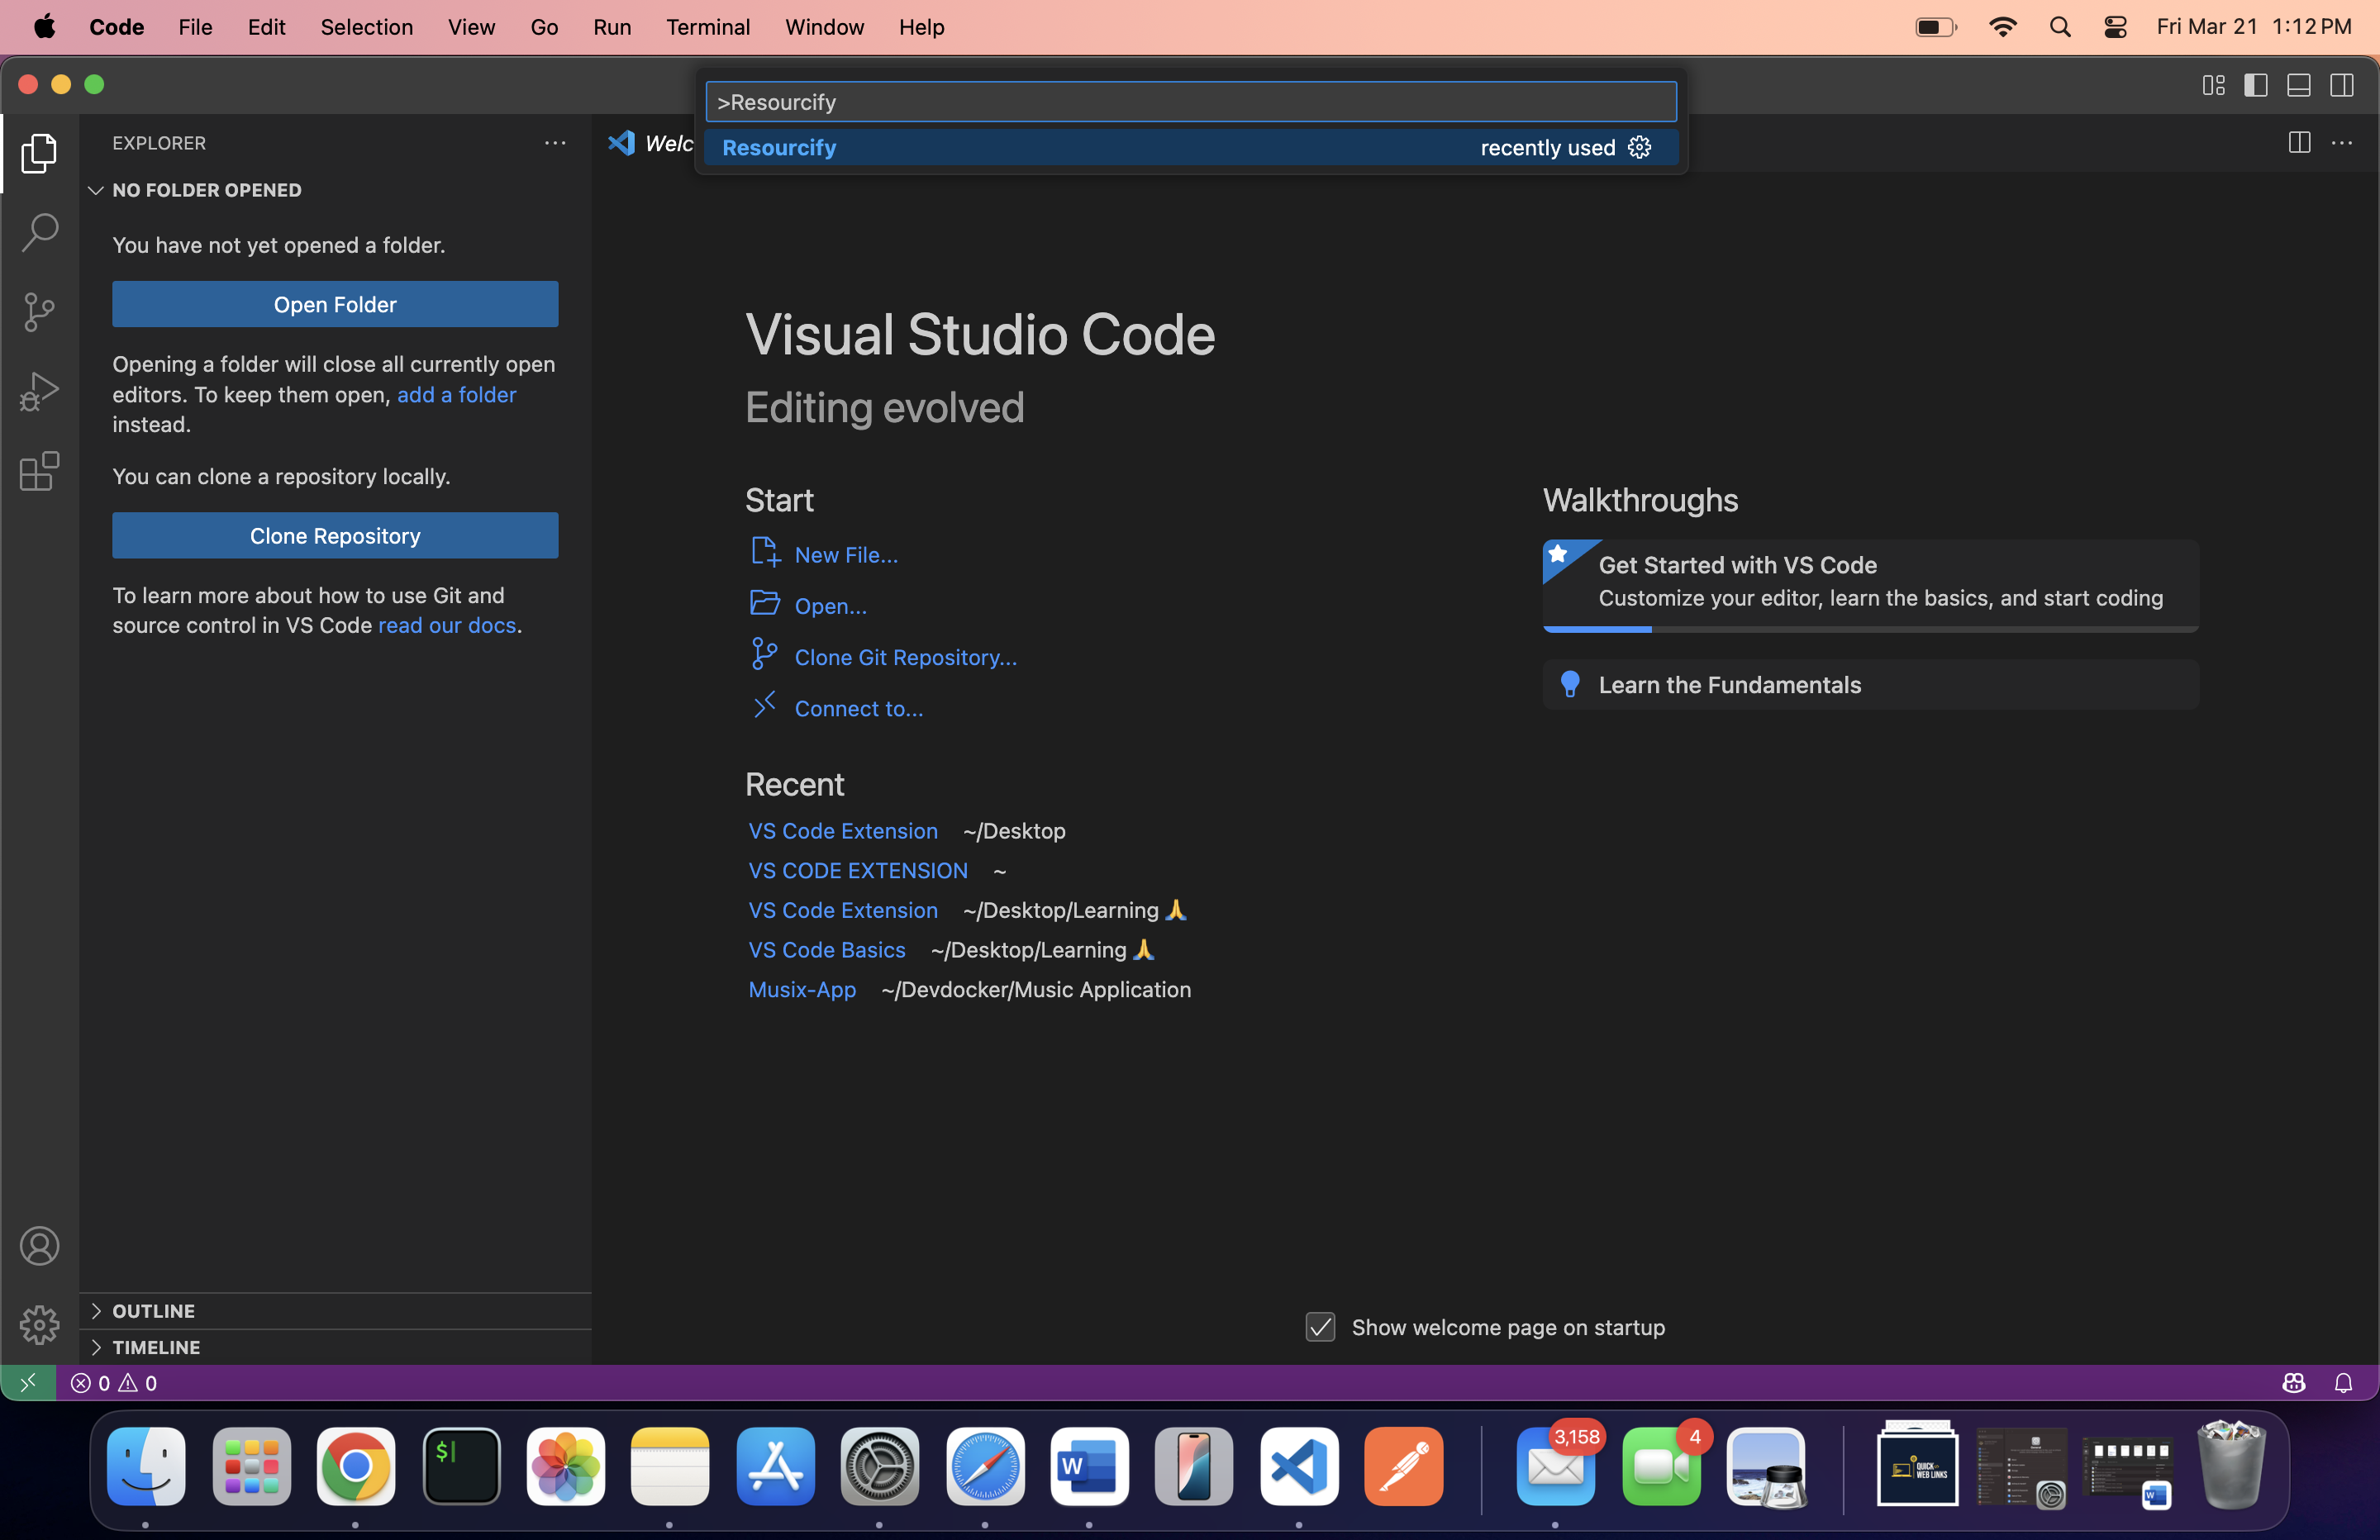 Code File Edit Selection View Go Run Terminal Window Help Fri Mar 21 1:12 PM
>Resourcify
Resourcify recently used
EXPLORER
Welc
NO FOLDER OPENED
You have not yet opened a folder.
Open Folder
Opening a folder will close all currently open
editors. To keep them open, add a folder
instead.
You can clone a repository locally.
Clone Repository
To learn more about how to use Git and
source control in VS Code read our docs.
OUTLINE
TIMELINE
Visual Studio Code
Editing evolved
Start
New File...
Open...
Clone Git Repository...
Connect to...
Recent
VS Code Extension ~/Desktop
VS CODE EXTENSION ~
VS Code Extension ~/Desktop/Learning 🙏
VS Code Basics ~/Desktop/Learning 🙏
Musix-App ~/Devdocker/Music Application
Walkthroughs
Get Started with VS Code
Customize your editor, learn the basics, and start coding
Learn the Fundamentals
Show welcome page on startup
0 0
$
W
3,158
4
QUICK
WEB LINKS
W